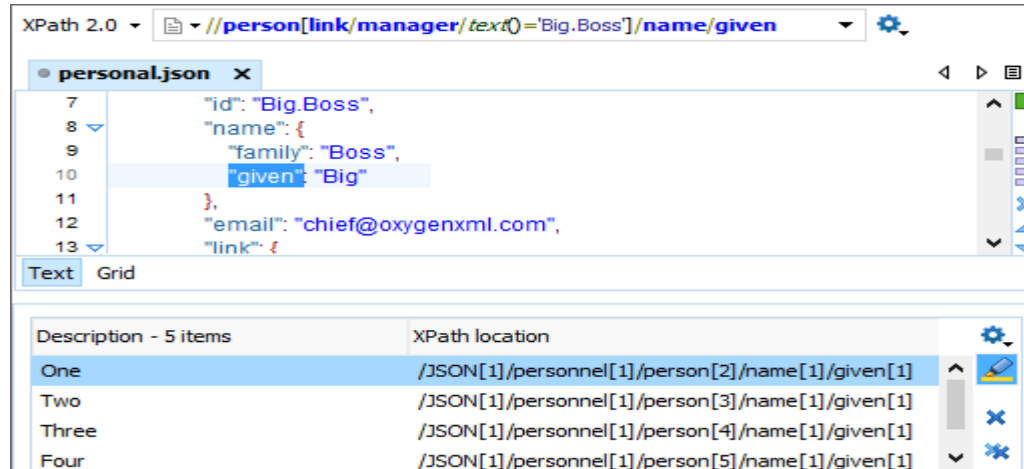 XPath 2.0 //person[link/manager/text()='Big.Boss']/name/given
personal.json
7 "id": "Big.Boss",
8 "name": {
9 "family": "Boss",
10 "given": "Big"
11 },
12 "email": "chief@oxygenxml.com",
13 "link": {
Text Grid
Description - 5 items XPath location
One /JSON[1]/personnel[1]/person[2]/name[1]/given[1]
Two /JSON[1]/personnel[1]/person[3]/name[1]/given[1]
Three /JSON[1]/personnel[1]/person[4]/name[1]/given[1]
Four /JSON[1]/personnel[1]/person[5]/name[1]/given[1]